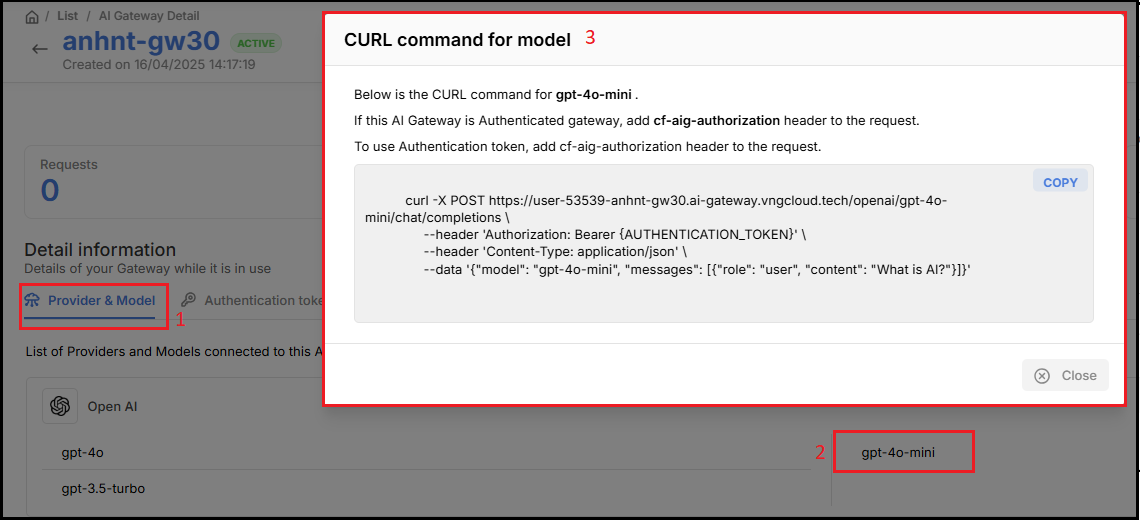 / List / AI Gateway Detail
anhnt-gw30 ACTIVE
Created on 16/04/2025 14:17:19
Requests
0
Detail information
Details of your Gateway while it is in use
Provider & Model
1
Authentication toke
List of Providers and Models connected to this A
Open AI
gpt-4o
gpt-3.5-turbo
2
gpt-4o-mini
CURL command for model 3
Below is the CURL command for gpt-4o-mini .
If this AI Gateway is Authenticated gateway, add cf-aig-authorization header to the request.
To use Authentication token, add cf-aig-authorization header to the request.
COPY
curl -X POST https://user-53539-anhnt-gw30.ai-gateway.vngcloud.tech/openai/gpt-4o-
mini/chat/completions \
--header 'Authorization: Bearer {AUTHENTICATION_TOKEN}' \
--header 'Content-Type: application/json' \
--data '{"model": "gpt-4o-mini", "messages": [{"role": "user", "content": "What is AI?"}]}'
Close